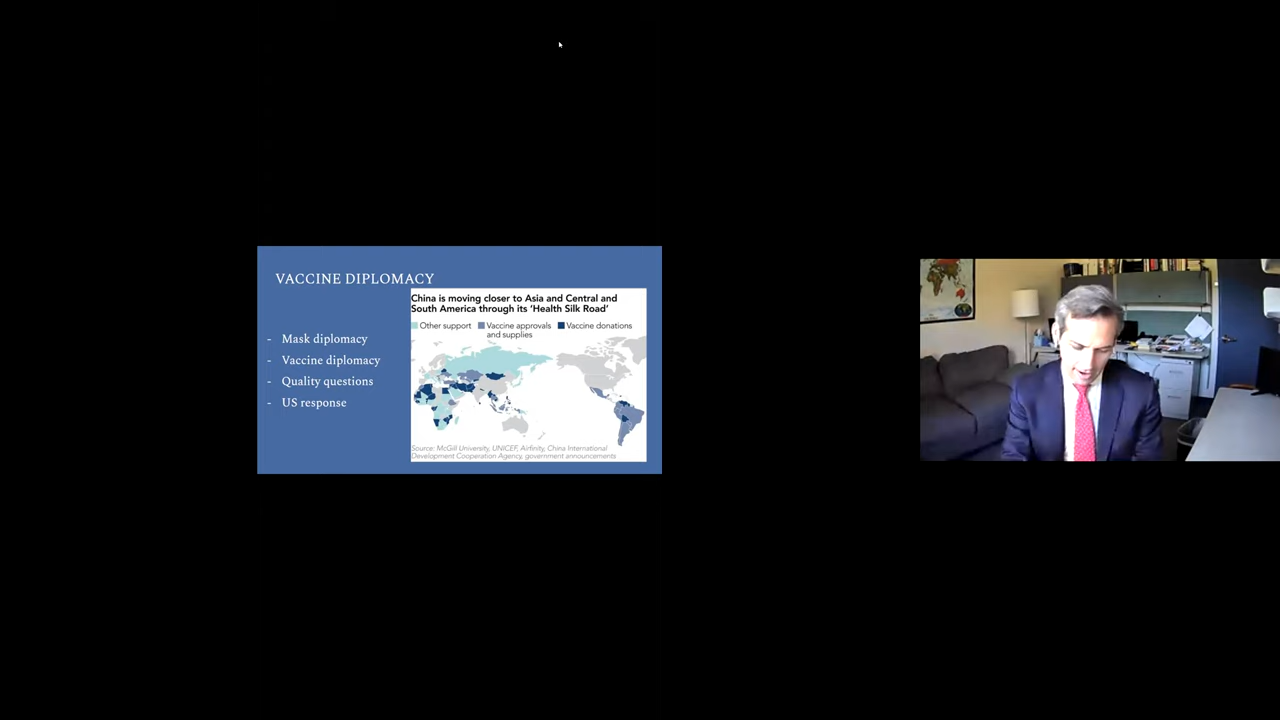 VACCINE DIPLOMACY
- Mask diplomacy
- Vaccine diplomacy
- Quality questions
- US response
China is moving closer to Asia and Central and
South America through its 'Health Silk Road'
Other support
Vaccine approvals
and supplies
Vaccine donations
Source: McGill University, UNICEF, Airfinity, China International
Development Cooperation Agency, government announcements